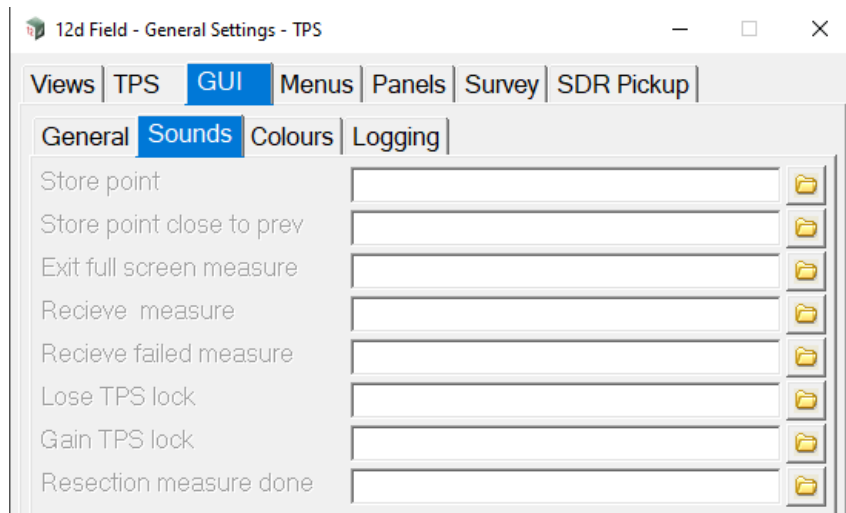 12d Field - General Settings - TPS
Views TPS GUI Menus Panels Survey SDR Pickup
General Sounds Colours Logging
Store point
Store point close to prev
Exit full screen measure
Recieve measure
Recieve failed measure
Lose TPS lock
Gain TPS lock
Resection measure done